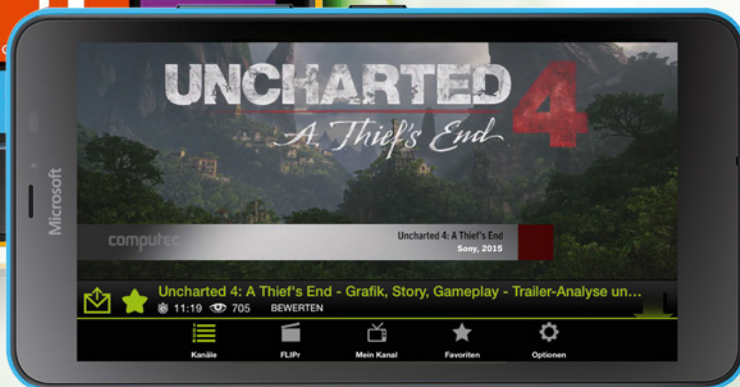 UNCHARTED 4
A Thief's End
Microsoft
computec
Uncharted 4: A Thief's End
Sony, 2015
Uncharted 4: A Thief's End - Grafik, Story, Gameplay - Trailer-Analyse un...
11:19 705 BEWERTEN
Kanäle FLIPr Mein Kanal Favoriten Optionen